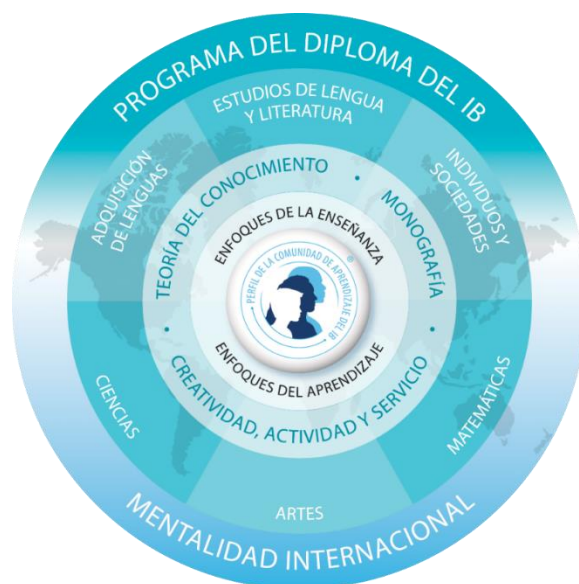 PROGRAMA DEL DIPLOMA DEL IB
ESTUDIOS DE LENGUA
Y LITERATURA
ADQUISICIÓN
DE LENGUAS
INDIVIDUOS Y
SOCIEDADES
TEORÍA DEL CONOCIMIENTO
•
MONOGRAFÍA
•
CREATIVIDAD, ACTIVIDAD Y SERVICIO
•
ENFOQUES DE LA ENSEÑANZA
• PERFIL DE LA COMUNIDAD DE APRENDIZAJE DEL IB ®
ENFOQUES DEL APRENDIZAJE
CIENCIAS
MATEMÁTICAS
ARTES
MENTALIDAD INTERNACIONAL